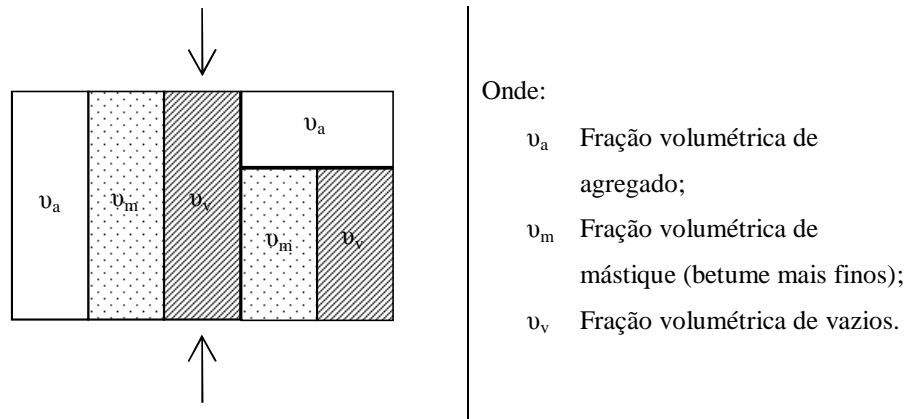 υa
υm
υv
υa
υm
υv
Onde:
υa Fração volumétrica de
agregado;
υm Fração volumétrica de
mástique (betume mais finos);
υv Fração volumétrica de vazios.